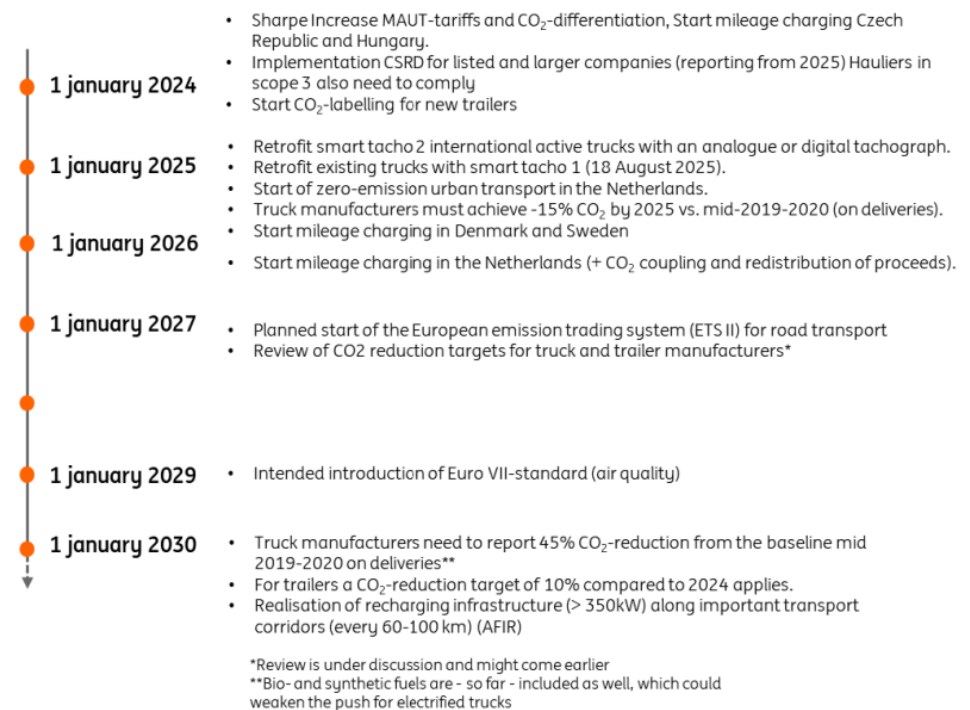 • Sharpe Increase MAUT-tariffs and CO₂-differentiation, Start mileage charging Czech
Republic and Hungary.
1 january 2024
• Implementation CSRD for listed and larger companies (reporting from 2025) Hauliers in
scope 3 also need to comply
• Start CO₂-labelling for new trailers
1 january 2025
• Retrofit smart tacho 2 international active trucks with an analogue or digital tachograph.
• Retrofit existing trucks with smart tacho 1 (18 August 2025).
• Start of zero-emission urban transport in the Netherlands.
• Truck manufacturers must achieve -15% CO₂ by 2025 vs. mid-2019-2020 (on deliveries).
1 january 2026
• Start mileage charging in Denmark and Sweden
• Start mileage charging in the Netherlands (+ CO₂ coupling and redistribution of proceeds).
1 january 2027
• Planned start of the European emission trading system (ETS II) for road transport
• Review of CO2 reduction targets for truck and trailer manufacturers*
1 january 2029
• Intended introduction of Euro VII-standard (air quality)
1 january 2030
• Truck manufacturers need to report 45% CO₂-reduction from the baseline mid
2019-2020 on deliveries**
• For trailers a CO₂-reduction target of 10% compared to 2024 applies.
• Realisation of recharging infrastructure (> 350kW) along important transport
corridors (every 60-100 km) (AFIR)
*Review is under discussion and might come earlier
**Bio- and synthetic fuels are - so far - included as well, which could
weaken the push for electrified trucks